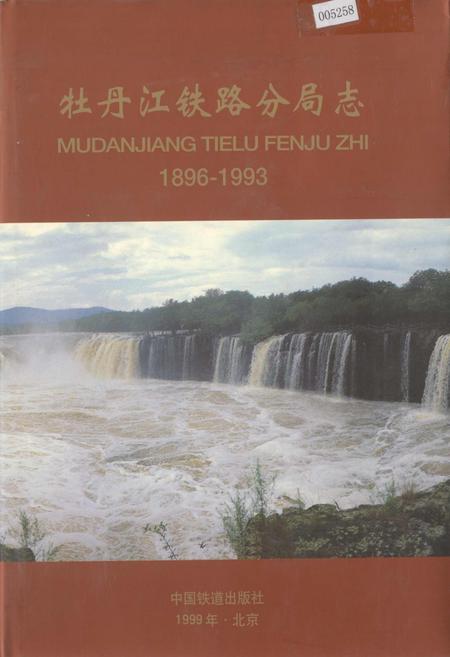 005258
牡丹江铁路分局志
MUDANJIANG TIELU FENJU ZHI
1896-1993
中国铁道出版社
1999年·北京